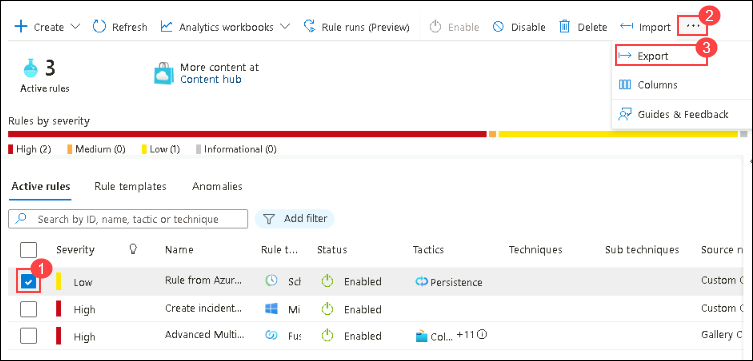 Create Refresh Analytics workbooks Rule runs (Preview) Enable Disable Delete Import ... 2
Export 3
Columns
Guides & Feedback
3
Active rules
More content at
Content hub
Rules by severity
High (2) Medium (0) Low (1) Informational (0)
Active rules Rule templates Anomalies
Search by ID, name, tactic or technique Add filter
Severity Name Rule t... Status Tactics Techniques Sub techniques Source n
1 Low Rule from Azur... Sch Enabled Persistence Custom C
High Create inciden... Mi Enabled Custom C
High Advanced Multi... Fus Enabled Col... +11 Gallery C